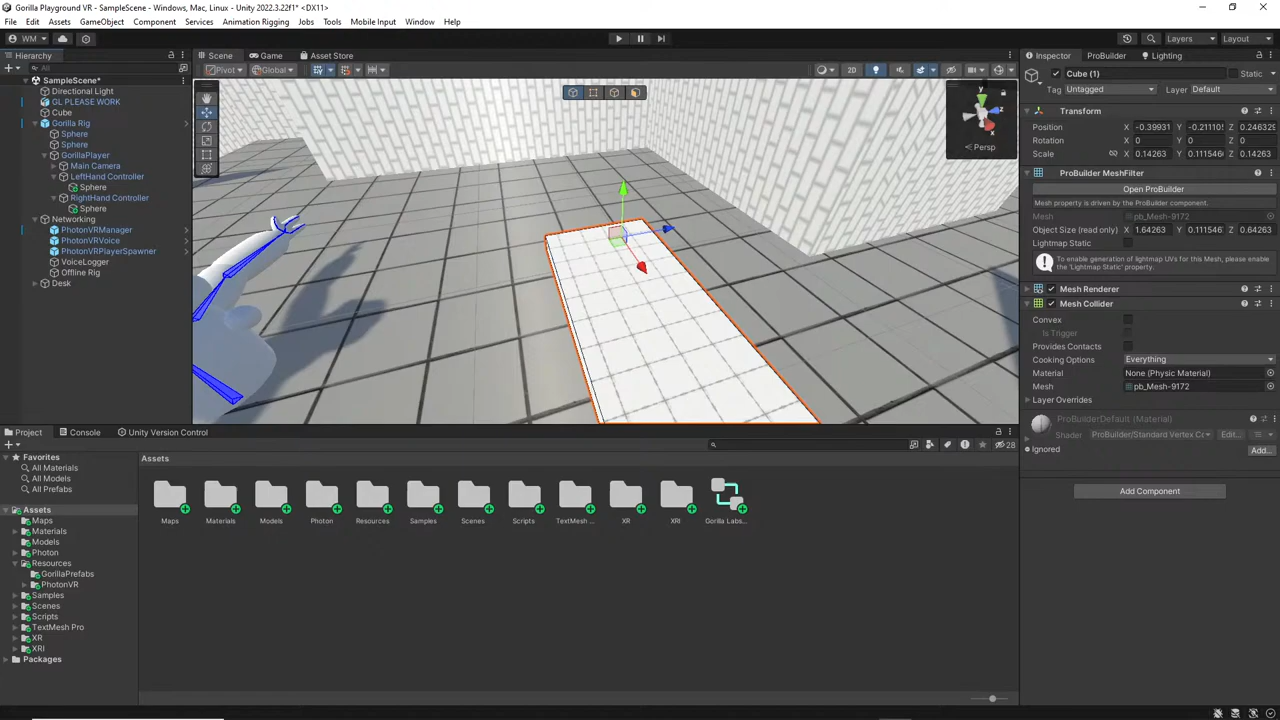 Gorilla Playground VR - SampleScene - Windows, Mac, Linux - Unity 2022.3.22f1* <DX11>
File Edit Assets GameObject Component Services Animation Rigging Jobs Tools Mobile Input Window Help
WM Layers Layout
Hierarchy
All
SampleScene*
Directional Light
GL PLEASE WORK
Cube
Gorilla Rig
Sphere
Sphere
GorillaPlayer
Main Camera
LeftHand Controller
Sphere
RightHand Controller
Sphere
Networking
PhotonVRManager
PhotonVRVoice
PhotonVRPlayerSpawner
VoiceLogger
Offline Rig
Desk
Scene Game Asset Store
Pivot Global 2D
y
z
x
Persp
Inspector ProBuilder Lighting
Cube (1) Static
Tag Untagged Layer Default
Transform
Position X -0.39931 Y -0.21110 Z 0.246329
Rotation X 0 Y 0 Z 0
Scale X 0.14263 Y 0.111546 Z 0.64263
ProBuilder MeshFilter
Open ProBuilder
Mesh property is driven by the ProBuilder component.
Mesh pb_Mesh-9172
Object Size (read only) X 1.64263 Y 0.111546 Z 0.64263
Lightmap Static
To enable generation of lightmap UVs for this Mesh, please enable the 'Lightmap Static' property.
Mesh Renderer
Mesh Collider
Convex
Is Trigger
Provides Contacts
Cooking Options Everything
Material None (Physic Material)
Mesh pb_Mesh-9172
Layer Overrides
ProBuilderDefault (Material)
Shader ProBuilder/Standard Vertex Co Edit...
Ignored Add...
Add Component
Project Console Unity Version Control
28
Favorites
All Materials
All Models
All Prefabs
Assets
Maps
Materials
Models
Photon
Resources
GorillaPrefabs
PhotonVR
Samples
Scenes
Scripts
TextMesh Pro
XR
XRI
Packages
Assets
Maps Materials Models Photon Resources Samples Scenes Scripts TextMesh ... XR XRI Gorilla Labs...